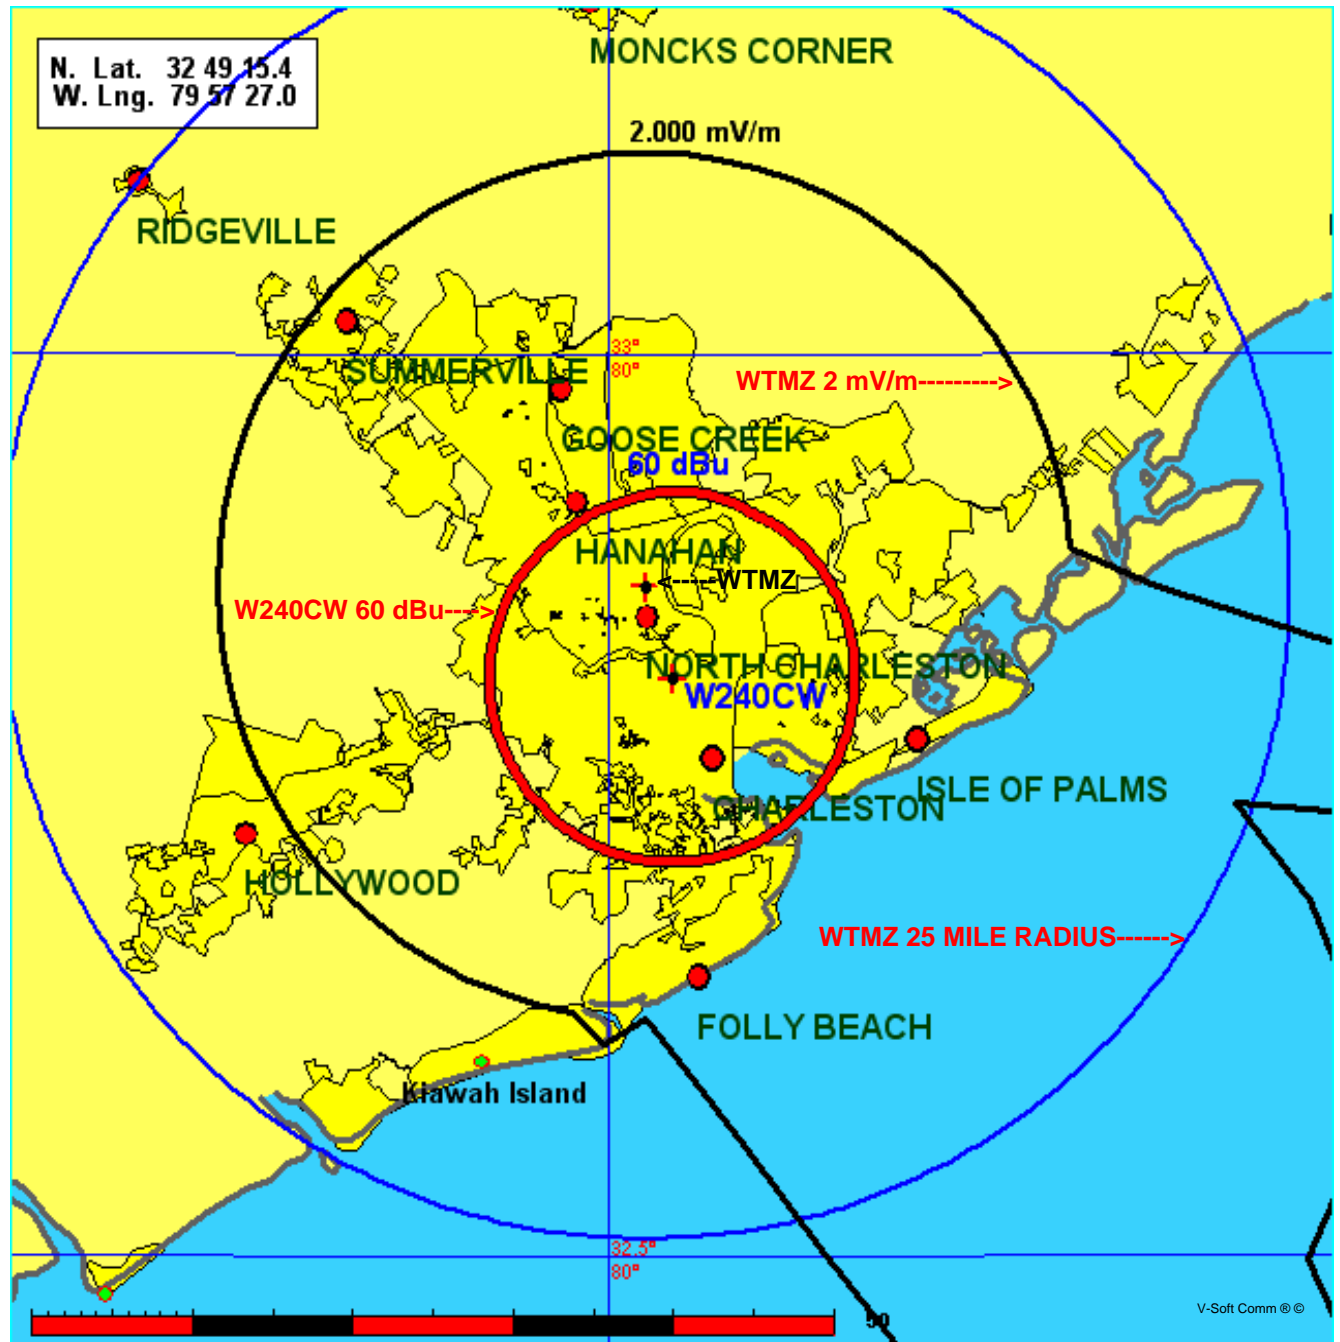 MONCKS CORNER
N. Lat. 32 49 15.4
W. Lng. 79 57 27.0
2.000 mV/m
RIDGEVILLE
33°
80°
SUMMERVILLE
WTMZ 2 mV/m--------->
GOOSE CREEK
60 dBu
HANAHAN
<-----WTMZ
W240CW 60 dBu---->
NORTH CHARLESTON
W240CW
ISLE OF PALMS
CHARLESTON
HOLLYWOOD
WTMZ 25 MILE RADIUS------>
FOLLY BEACH
Kiawah Island
32.5°
80°
V-Soft Comm ® ©